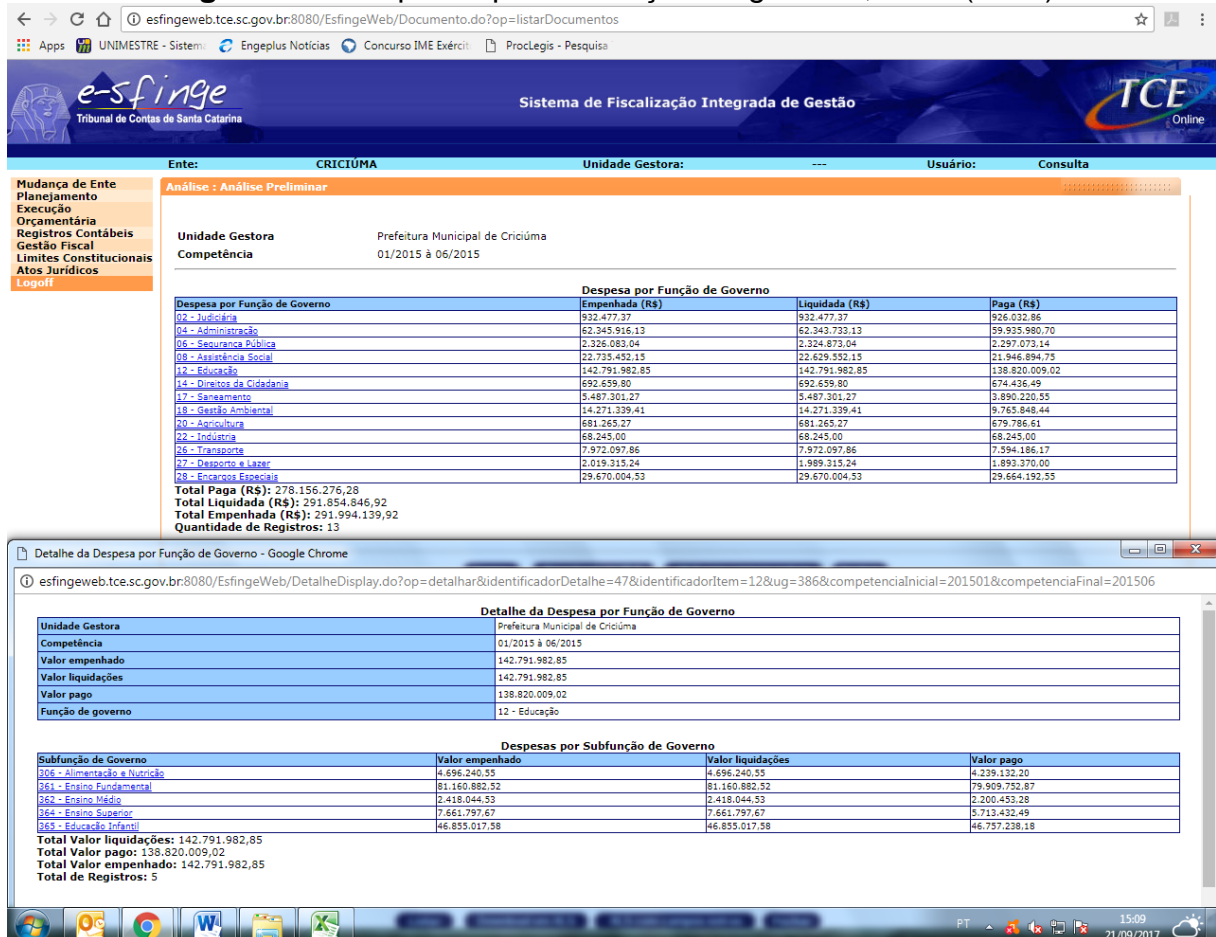 esfingeweb.tce.sc.gov.br:8080/EsfingeWeb/Documento.do?op=listarDocumentos
Apps UNIMESTRE - Sistema Engeplus Notícias Concurso IME Exércit ProcLegis - Pesquisa
e-sfinge
Tribunal de Contas de Santa Catarina
Sistema de Fiscalização Integrada de Gestão
TCE
Online
Ente: CRICIÚMA Unidade Gestora: --- Usuário: Consulta
Mudança de Ente
Planejamento
Execução
Orçamentária
Registros Contábeis
Gestão Fiscal
Limites Constitucionais
Atos Jurídicos
Logoff
Análise : Análise Preliminar
Unidade Gestora Prefeitura Municipal de Criciúma
Competência 01/2015 à 06/2015
Despesa por Função de Governo
Despesa por Função de Governo Empenhada (R$) Liquidada (R$) Paga (R$)
02 - Judiciária 932.477,37 932.477,37 926.032,86
04 - Administração 62.345.916,13 62.343.733,13 59.935.980,70
06 - Segurança Pública 2.326.083,04 2.324.873,04 2.297.073,14
08 - Assistência Social 22.735.452,15 22.629.552,15 21.946.894,75
12 - Educação 142.791.982,85 142.791.982,85 138.820.009,02
14 - Direitos da Cidadania 692.659,80 692.659,80 674.436,49
17 - Saneamento 5.487.301,27 5.487.301,27 3.890.220,55
18 - Gestão Ambiental 14.271.339,41 14.271.339,41 9.765.848,44
20 - Agricultura 681.265,27 681.265,27 679.786,61
22 - Indústria 68.245,00 68.245,00 68.245,00
26 - Transporte 7.972.097,86 7.972.097,86 7.594.186,17
27 - Desporto e Lazer 2.019.315,24 1.989.315,24 1.893.370,00
28 - Encargos Especiais 29.670.004,53 29.670.004,53 29.664.192,55
Total Paga (R$): 278.156.276,28
Total Liquidada (R$): 291.854.846,92
Total Empenhada (R$): 291.994.139,92
Quantidade de Registros: 13
Detalhe da Despesa por Função de Governo - Google Chrome
esfingeweb.tce.sc.gov.br:8080/EsfingeWeb/DetalheDisplay.do?op=detalhar&identificadorDetalhe=47&identificadorItem=12&ug=386&competenciaInicial=201501&competenciaFinal=201506
Detalhe da Despesa por Função de Governo
Unidade Gestora Prefeitura Municipal de Criciúma
Competência 01/2015 à 06/2015
Valor empenhado 142.791.982,85
Valor liquidações 142.791.982,85
Valor pago 138.820.009,02
Função de governo 12 - Educação
Despesas por Subfunção de Governo
Subfunção de Governo Valor empenhado Valor liquidações Valor pago
306 - Alimentação e Nutrição 4.696.240,55 4.696.240,55 4.239.132,20
361 - Ensino Fundamental 81.160.882,52 81.160.882,52 79.909.752,87
362 - Ensino Médio 2.418.044,53 2.418.044,53 2.200.453,28
364 - Ensino Superior 7.661.797,67 7.661.797,67 5.713.432,49
365 - Educação Infantil 46.855.017,58 46.855.017,58 46.757.238,18
Total Valor liquidações: 142.791.982,85
Total Valor pago: 138.820.009,02
Total Valor empenhado: 142.791.982,85
Total de Registros: 5
PT 15:09
21/09/2017